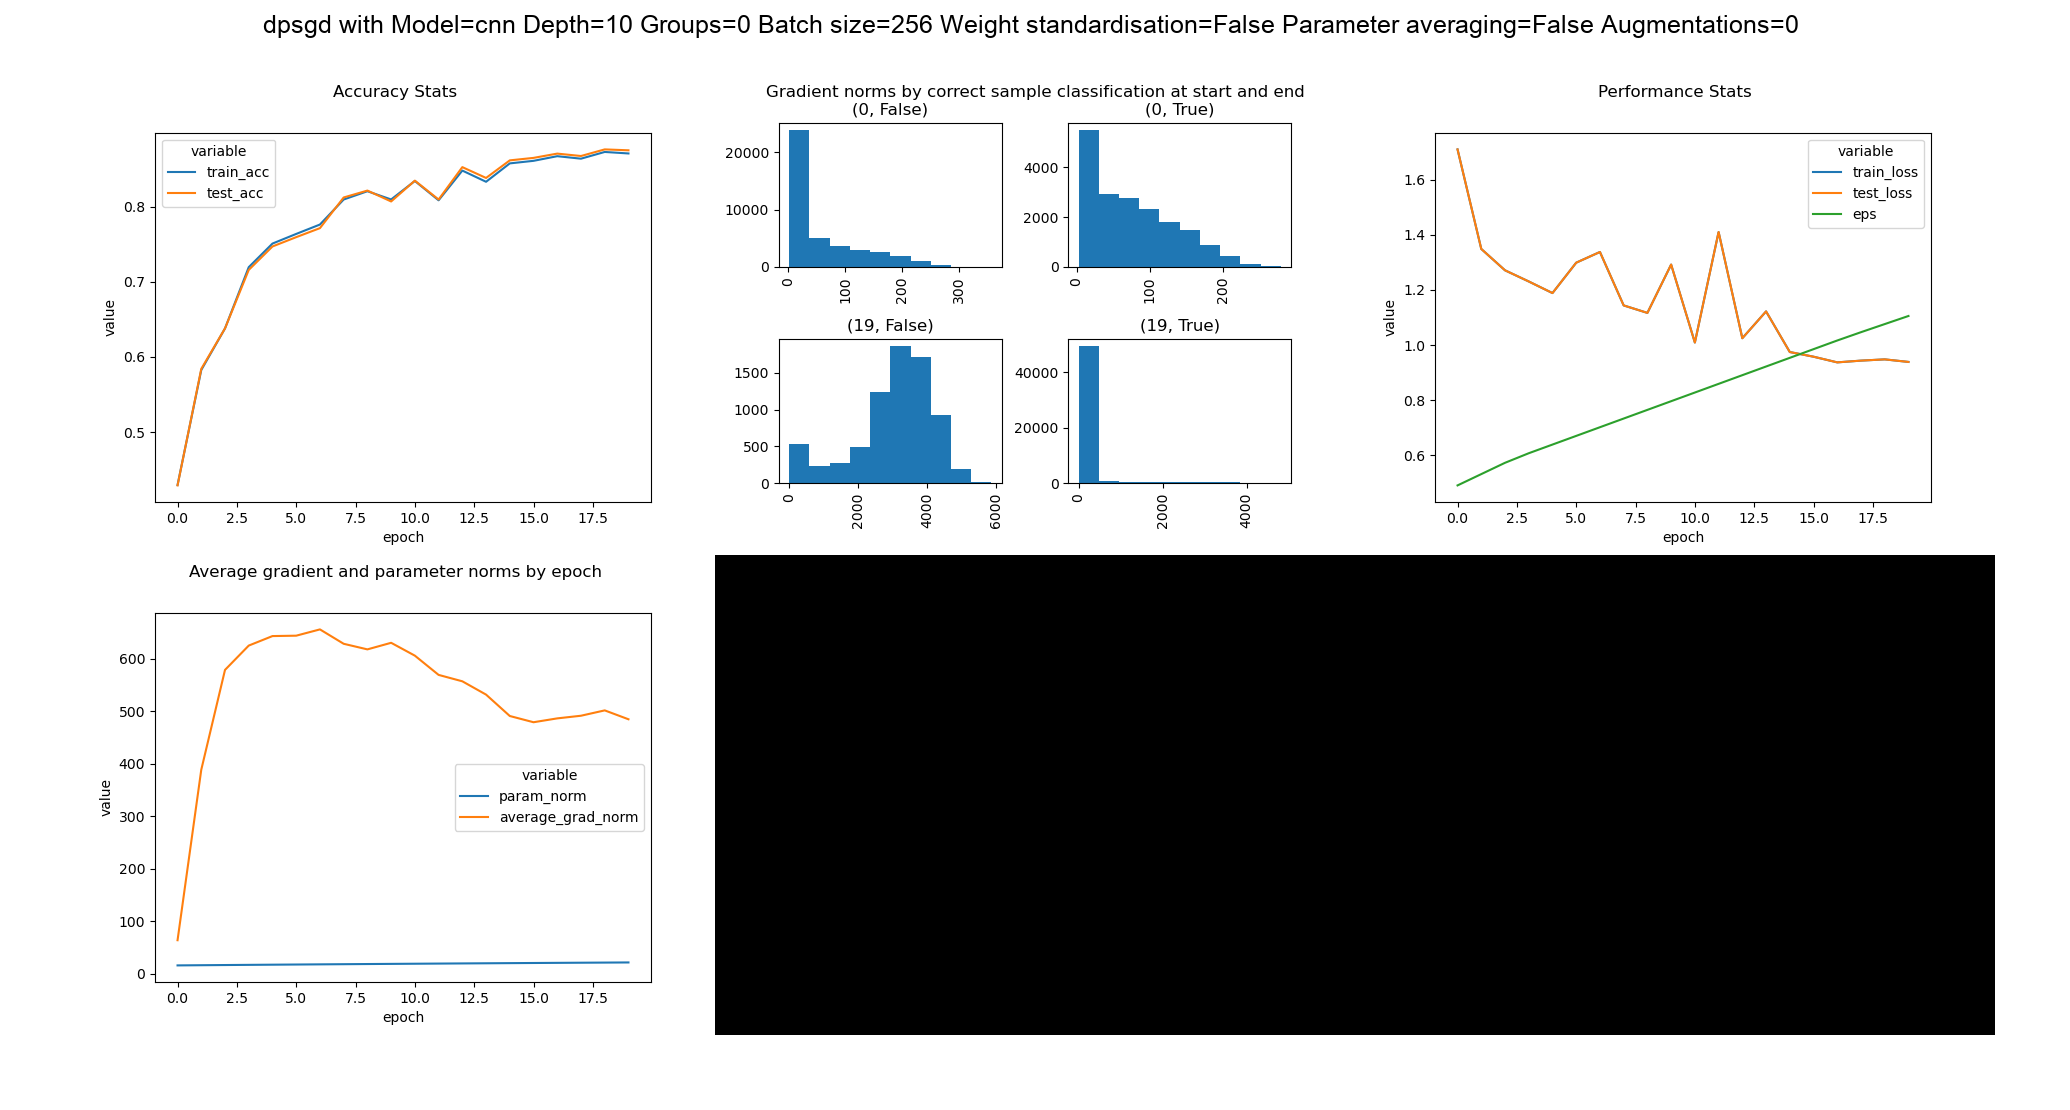 dpsgd with Model=cnn Depth=10 Groups=0 Batch size=256 Weight standardisation=False Parameter averaging=False Augmentations=0
Accuracy Stats
variable
train_acc
test_acc
0.8
0.7
0.6
0.5
value
0.0 2.5 5.0 7.5 10.0 12.5 15.0 17.5
epoch
Gradient norms by correct sample classification at start and end
(0, False)
20000
10000
0
0 100 200 300
(0, True)
4000
2000
0
0 100 200
(19, False)
1500
1000
500
0
0 2000 4000 6000
(19, True)
40000
20000
0
0 2000 4000
Performance Stats
variable
train_loss
test_loss
eps
1.6
1.4
1.2
1.0
0.8
0.6
value
0.0 2.5 5.0 7.5 10.0 12.5 15.0 17.5
epoch
Average gradient and parameter norms by epoch
600
500
400
300
200
100
0
value
variable
param_norm
average_grad_norm
0.0 2.5 5.0 7.5 10.0 12.5 15.0 17.5
epoch